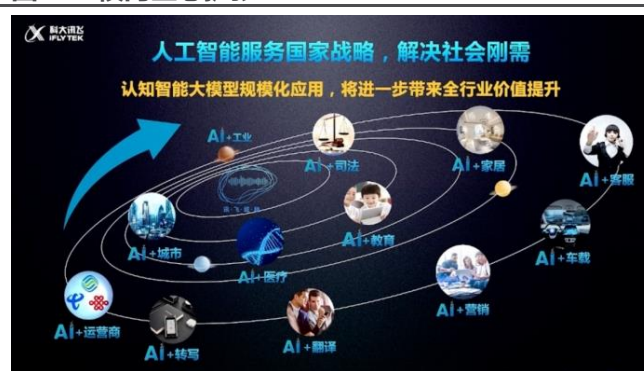 科大讯飞
iFLYTEK
人工智能服务国家战略，解决社会刚需
认知智能大模型规模化应用，将进一步带来全行业价值提升
AI+工业
AI+司法
AI+家居
AI+客服
AI+城市
AI+医疗
AI+教育
AI+车载
AI+营销
AI+运营商
AI+转写
AI+翻译